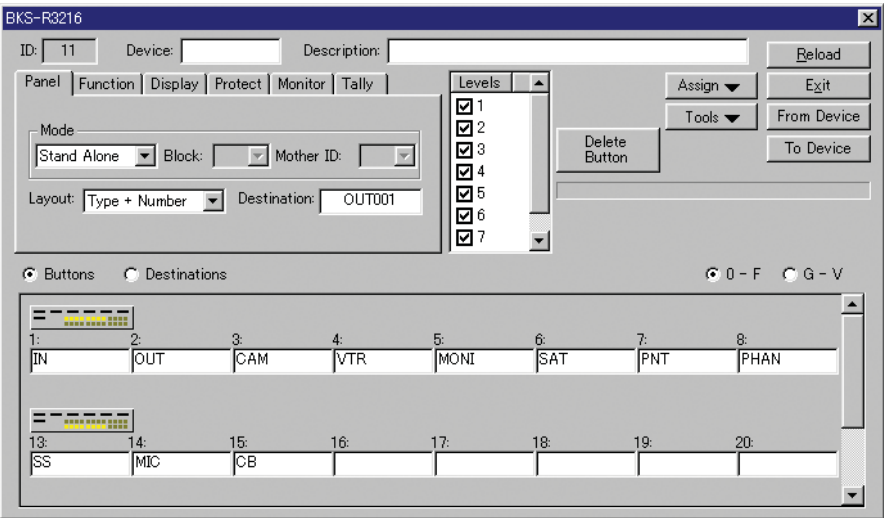 BKS-R3216
ID: 11 Device: Description: Reload
Panel Function Display Protect Monitor Tally Levels Assign Exit
1
Tools From Device
Mode 2
Stand Alone Block: Mother ID: 3 Delete Button To Device
4
Layout: Type + Number Destination: OUT001 5
6
7
Buttons Destinations 0 - F G - V
1: 2: 3: 4: 5: 6: 7: 8:
IN OUT CAM VTR MONI SAT PNT PHAN
13: 14: 15: 16: 17: 18: 19: 20:
SS MIC CB